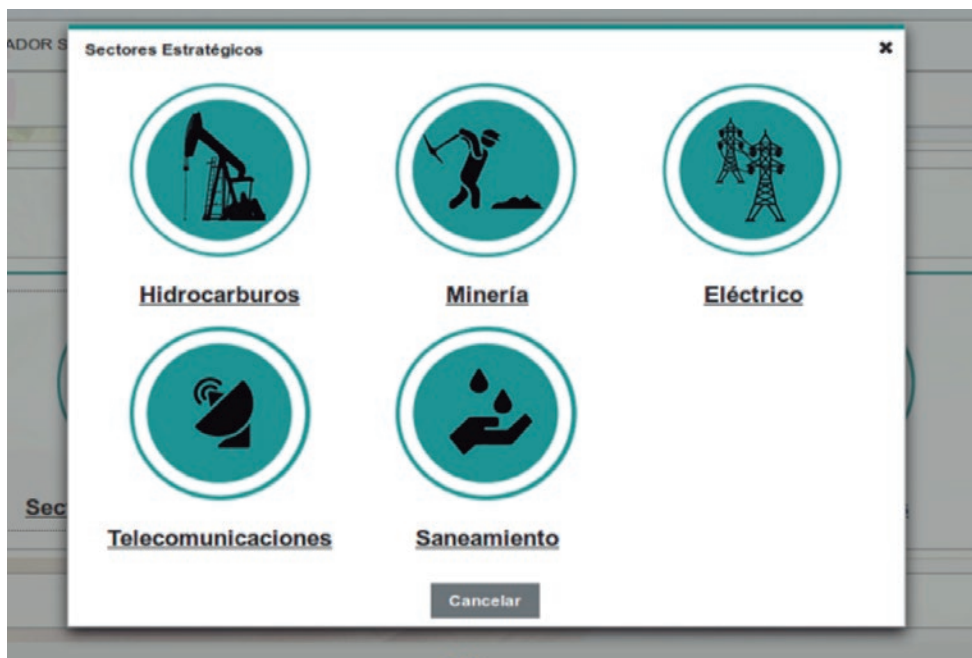 ADOR S
Sectores Estratégicos
Hidrocarburos
Minería
Eléctrico
Sec
Telecomunicaciones
Saneamiento
Cancelar